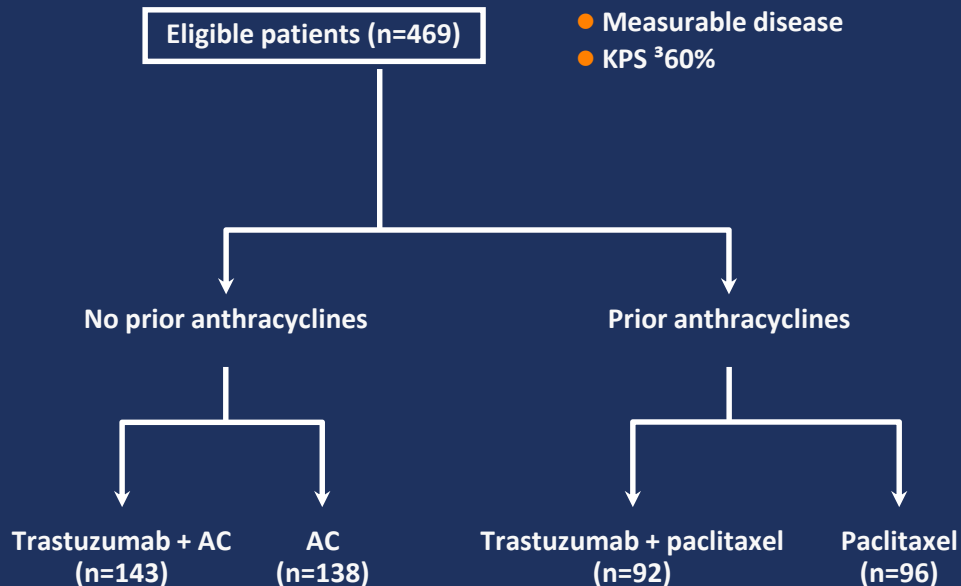 Eligible patients (n=469)
● Measurable disease
● KPS ³60%
No prior anthracyclines
Prior anthracyclines
Trastuzumab + AC
(n=143)
AC
(n=138)
Trastuzumab + paclitaxel
(n=92)
Paclitaxel
(n=96)